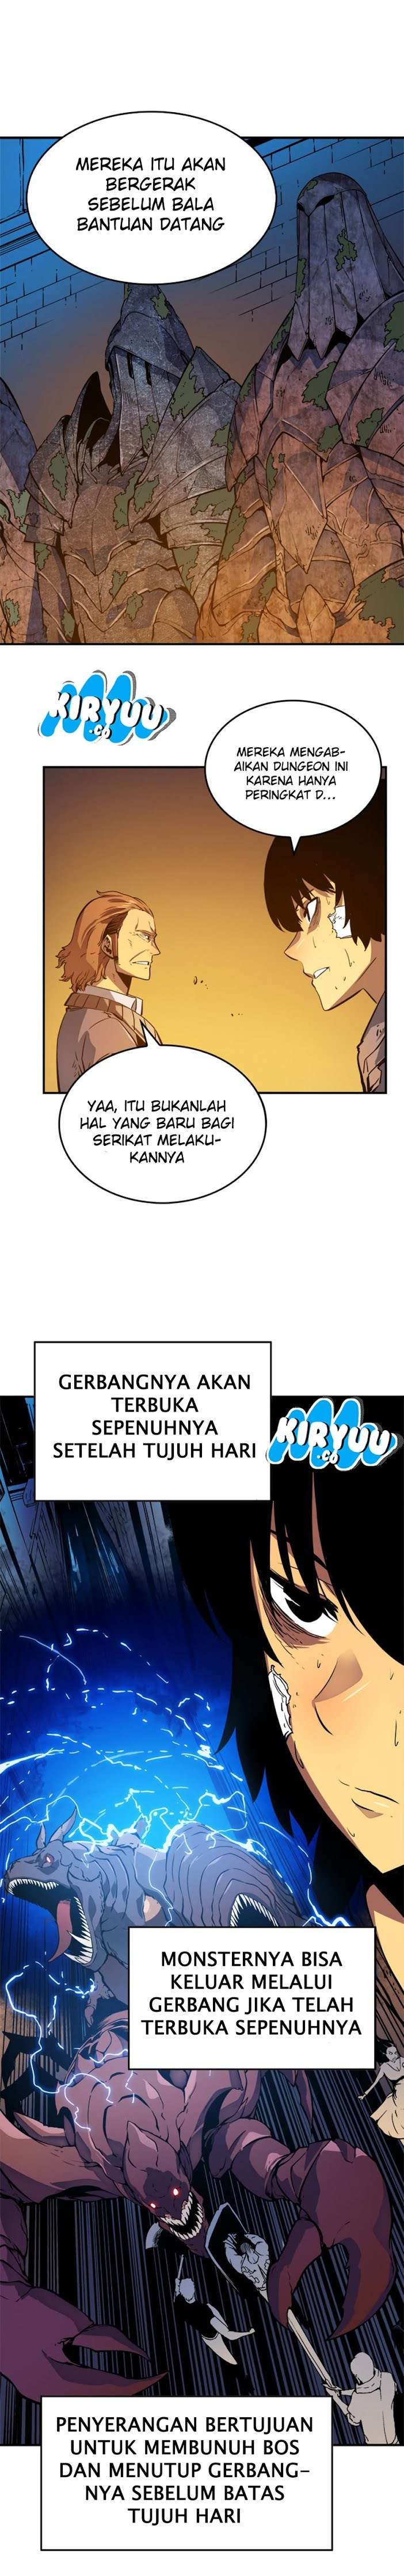 MEREKA ITU AKAN
BERGERAK
SEBELUM BALA
BANTUAN DATANG
KIRYUU
.CO
MEREKA MENGAB-
AIKAN DUNGEON INI
KARENA HANYA
PERINGKAT D...
YAA, ITU BUKANLAH
HAL YANG BARU BAGI
SERIKAT MELAKU-
KANNYA
GERBANGNYA AKAN
TERBUKA
SEPENUHNYA
SETELAH TUJUH HARI
KIRYUU
.CO
MONSTERNYA BISA
KELUAR MELALUI
GERBANG JIKA TELAH
TERBUKA SEPENUHNYA
PENYERANGAN BERTUJUAN
UNTUK MEMBUNUH BOS
DAN MENUTUP GERBANG-
NYA SEBELUM BATAS
TUJUH HARI